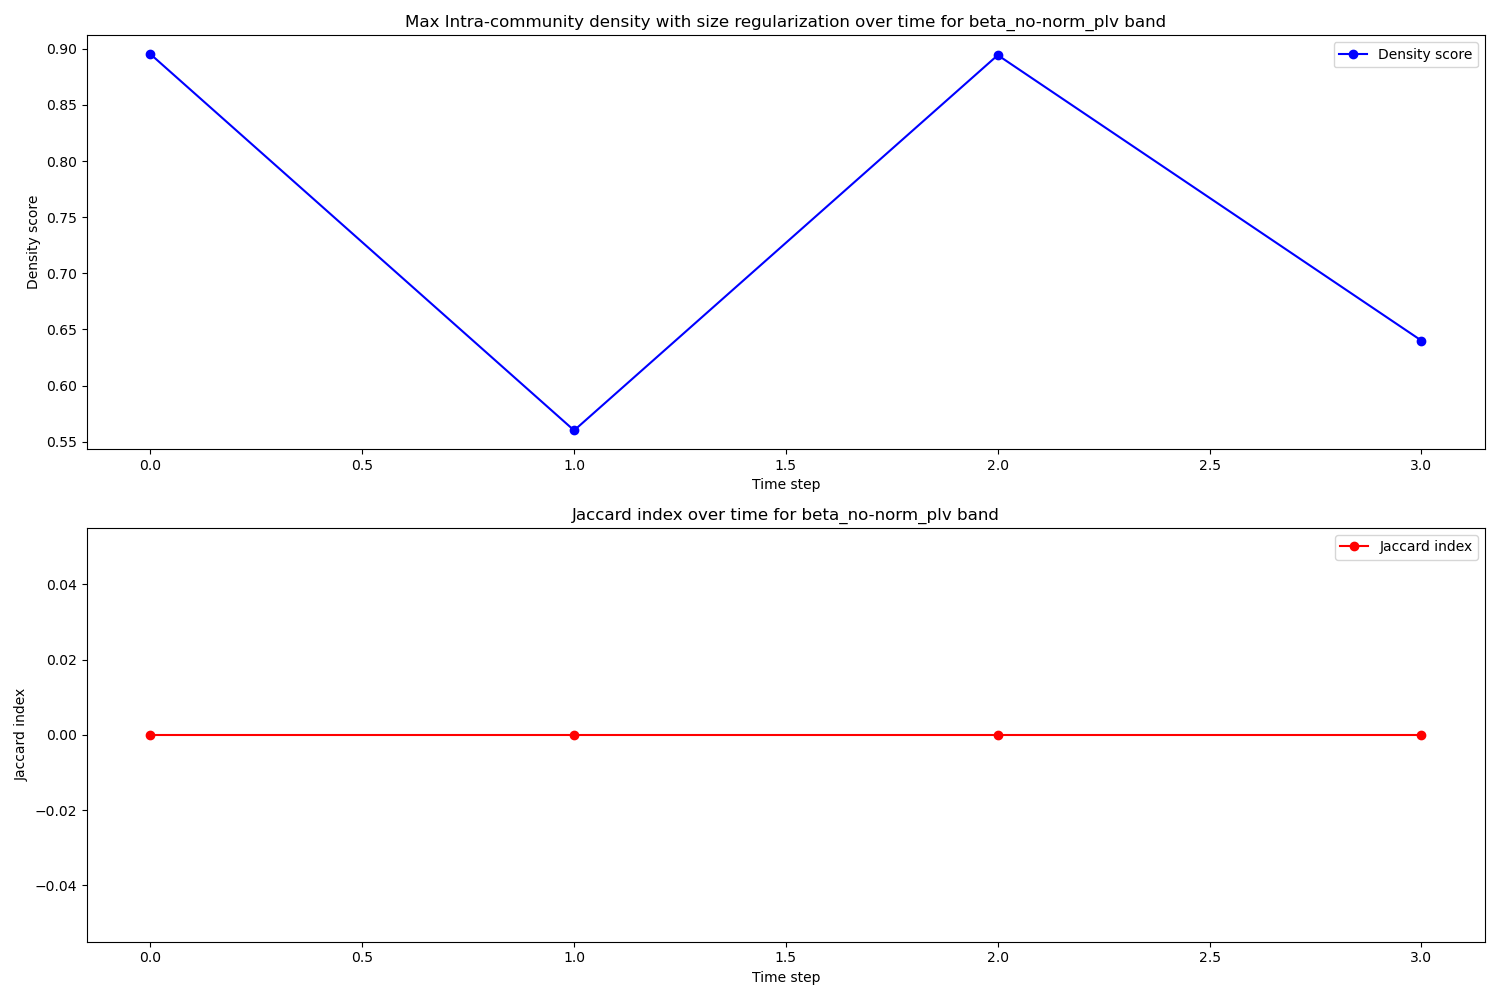 Max Intra-community density with size regularization over time for beta_no-norm_plv band
Density score
0.90
0.85
0.80
0.75
0.70
0.65
0.60
0.55
Density score
0.0 0.5 1.0 1.5 2.0 2.5 3.0
Time step
Jaccard index over time for beta_no-norm_plv band
Jaccard index
0.04
0.02
0.00
−0.02
−0.04
Jaccard index
0.0 0.5 1.0 1.5 2.0 2.5 3.0
Time step